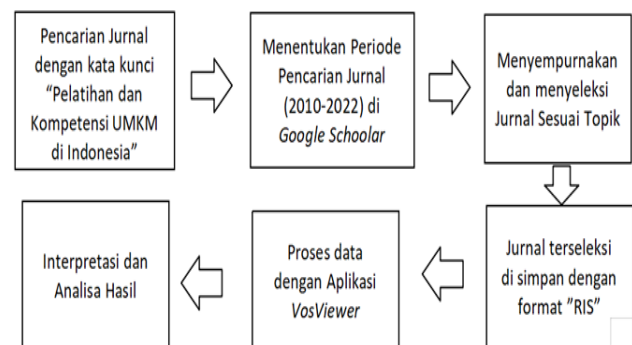 Pencarian Jurnal
dengan kata kunci
“Pelatihan dan
Kompetensi UMKM
di Indonesia”
Menentukan Periode
Pencarian Jurnal
(2010-2022) di
Google Schoolar
Menyempurnakan
dan menyeleksi
Jurnal Sesuai Topik
Jurnal terseleksi
di simpan dengan
format ”RIS”
Proses data
dengan Aplikasi
VosViewer
Interpretasi dan
Analisa Hasil